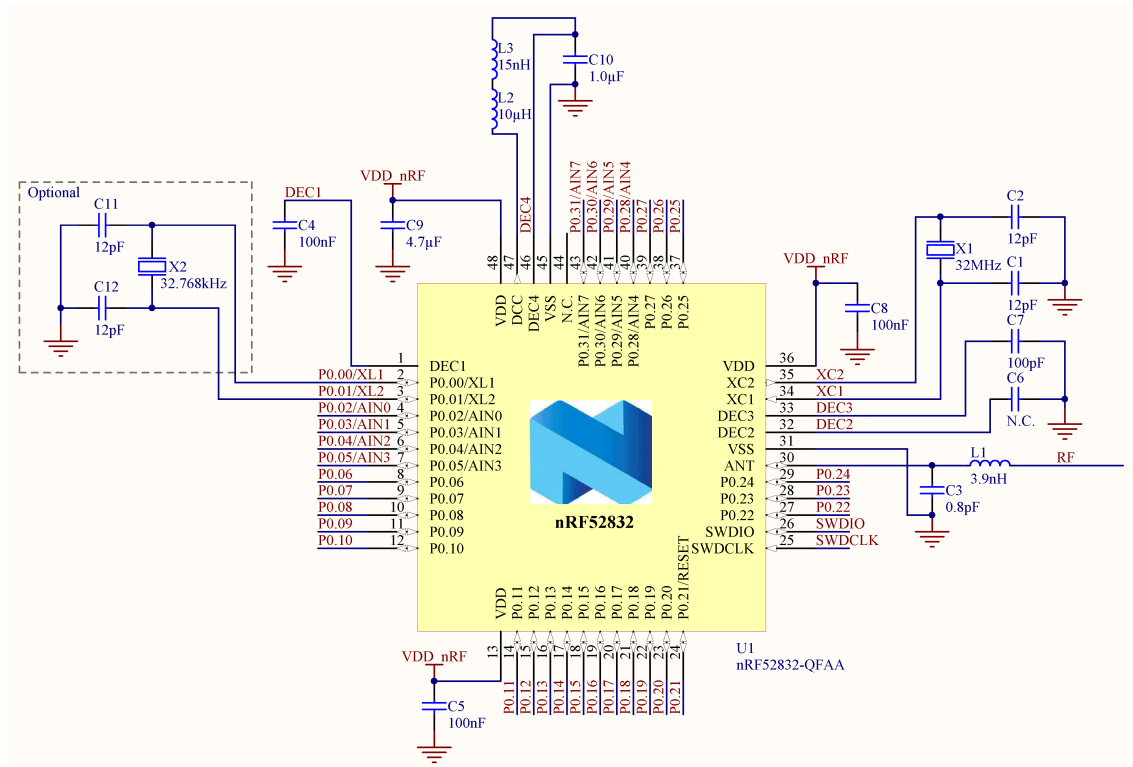 L3
15nH
L2
10µH
C10
1.0µF
Optional
C11
12pF
X2
32.768kHz
C12
12pF
DEC1
C4
100nF
VDD_nRF
C9
4.7µF
DEC4
P0.31/AIN7
P0.30/AIN6
P0.29/AIN5
P0.28/AIN4
P0.27
P0.26
P0.25
48
47
46
45
44
43
42
41
40
39
38
37
VDD
DCC
DEC4
VSS
N.C.
P0.31/AIN7
P0.30/AIN6
P0.29/AIN5
P0.28/AIN4
P0.27
P0.26
P0.25
VDD_nRF
C8
100nF
X1
32MHz
C2
12pF
C1
12pF
C7
100pF
C6
N.C.
1 DEC1
P0.00/XL1 2 P0.00/XL1
P0.01/XL2 3 P0.01/XL2
P0.02/AIN0 4 P0.02/AIN0
P0.03/AIN1 5 P0.03/AIN1
P0.04/AIN2 6 P0.04/AIN2
P0.05/AIN3 7 P0.05/AIN3
P0.06 8 P0.06
P0.07 9 P0.07
P0.08 10 P0.08
P0.09 11 P0.09
P0.10 12 P0.10
nRF52832
VDD 36
XC2 35 XC2
XC1 34 XC1
DEC3 33 DEC3
DEC2 32 DEC2
VSS 31
ANT 30
P0.24 29 P0.24
P0.23 28 P0.23
P0.22 27 P0.22
SWDIO 26 SWDIO
SWDCLK 25 SWDCLK
L1
3.9nH
RF
C3
0.8pF
VDD
P0.11
P0.12
P0.13
P0.14
P0.15
P0.16
P0.17
P0.18
P0.19
P0.20
P0.21/RESET
13
14
15
16
17
18
19
20
21
22
23
24
P0.11
P0.12
P0.13
P0.14
P0.15
P0.16
P0.17
P0.18
P0.19
P0.20
P0.21
U1
nRF52832-QFAA
VDD_nRF
C5
100nF